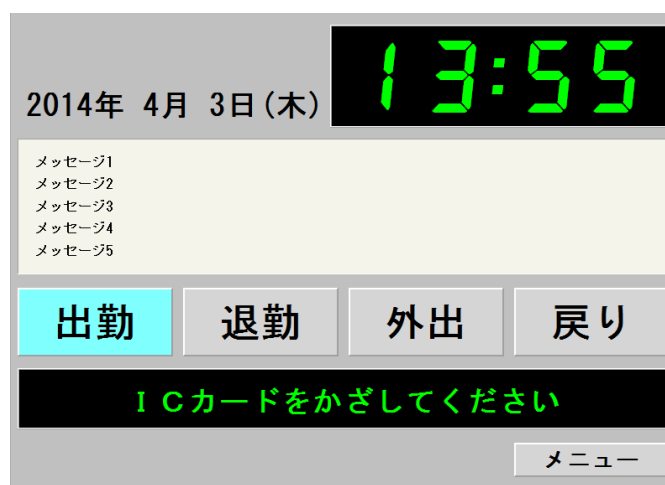 2014年 4月 3日(木)
13:55
メッセージ1
メッセージ2
メッセージ3
メッセージ4
メッセージ5
出勤 退勤 外出 戻り
ICカードをかざしてください
メニュー